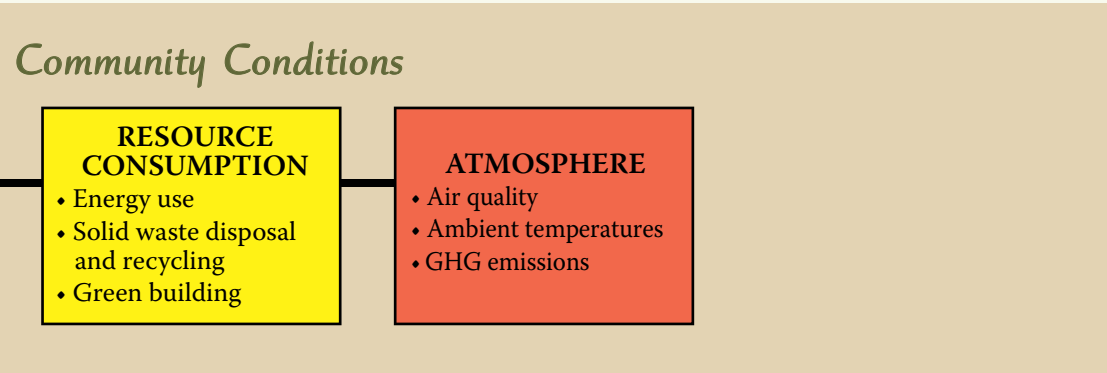 Community Conditions
RESOURCE
CONSUMPTION
• Energy use
• Solid waste disposal
and recycling
• Green building
ATMOSPHERE
• Air quality
• Ambient temperatures
• GHG emissions